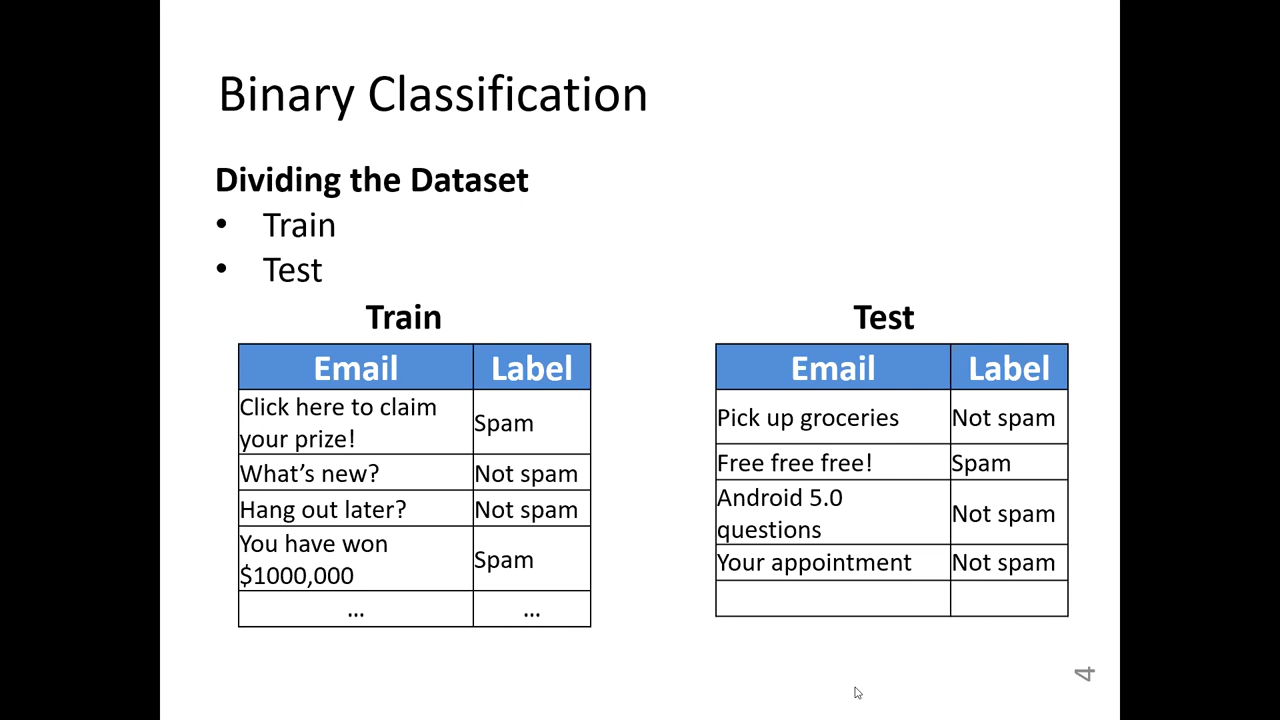 Binary Classification
Dividing the Dataset
• Train
• Test
Train
Email Label
Click here to claim
your prize! Spam
What’s new? Not spam
Hang out later? Not spam
You have won
$1000,000 Spam
... ...
Test
Email Label
Pick up groceries Not spam
Free free free! Spam
Android 5.0
questions Not spam
Your appointment Not spam
4